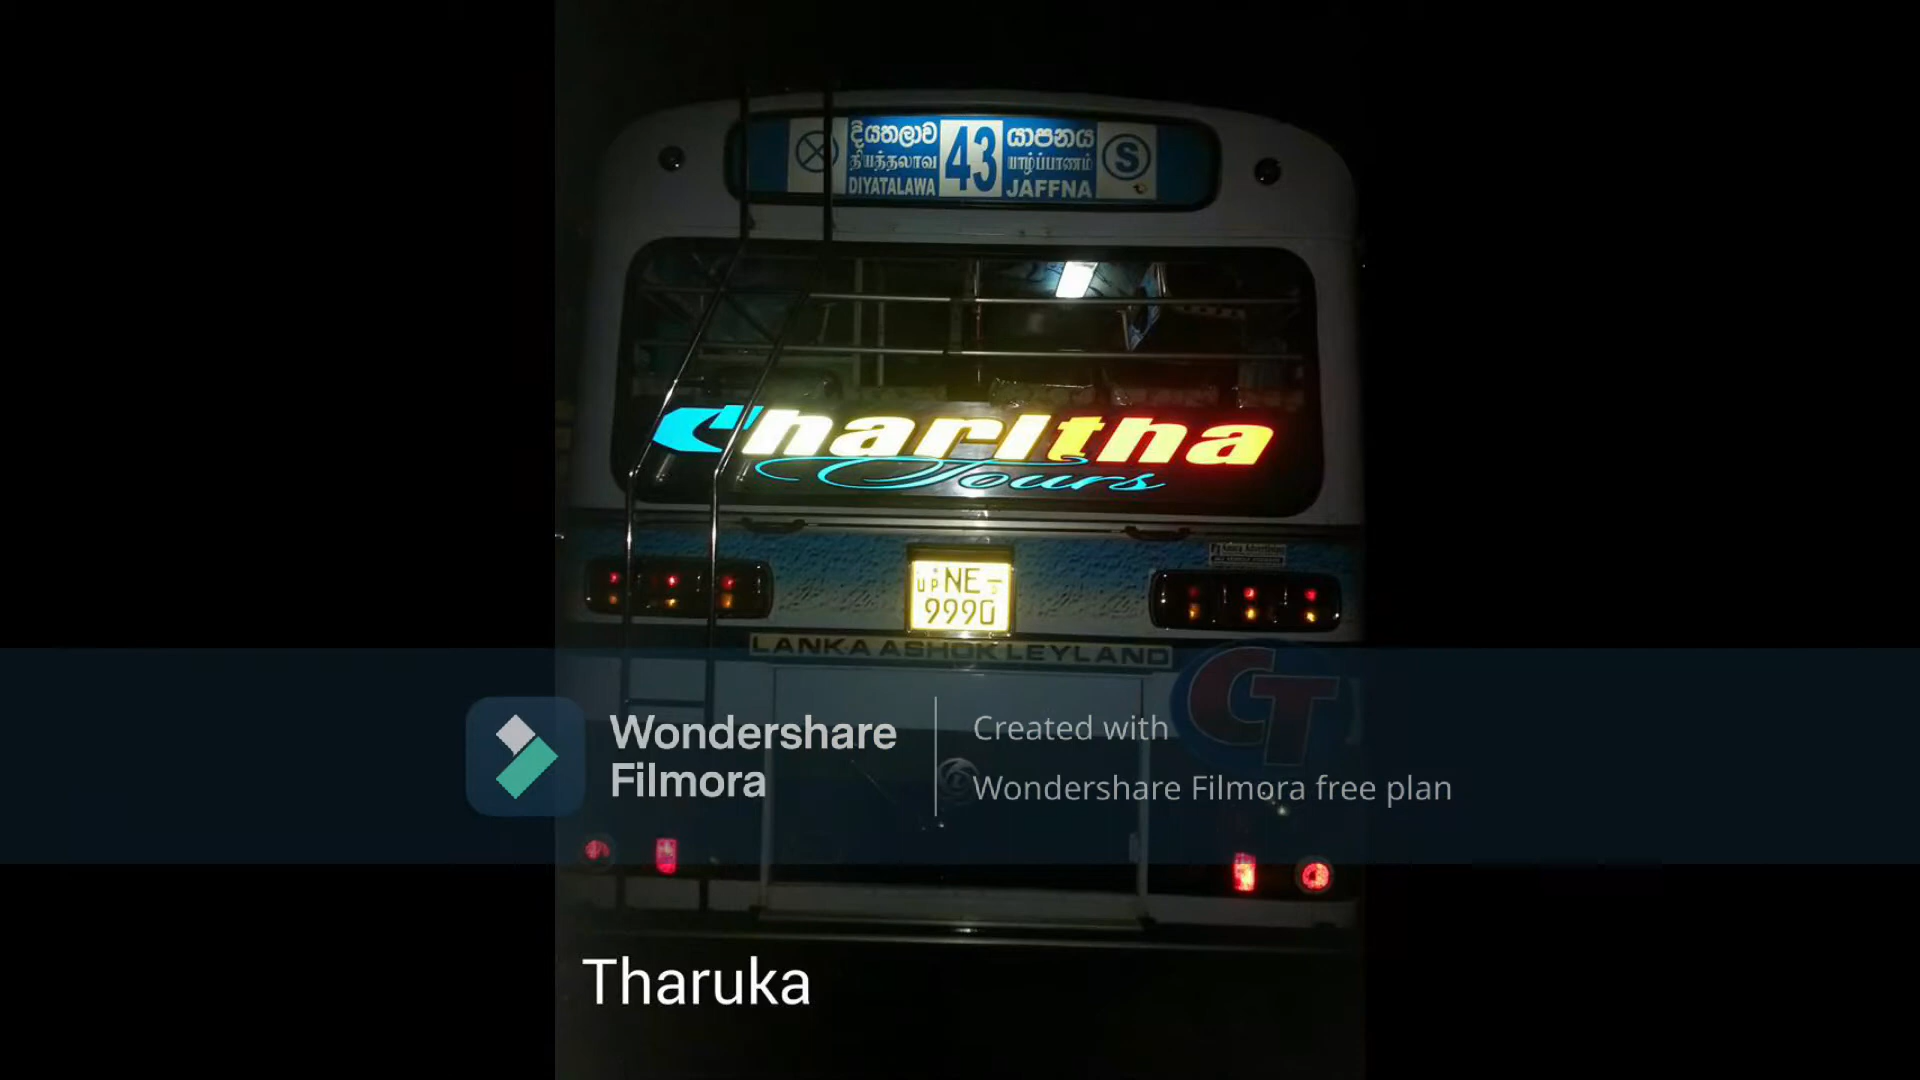 දියතලාව 43 යාපනය
தியத்தலாவ யாழ்ப்பாணம்
DIYATALAWA JAFFNA
S
Charitha
Tours
UP NE
9990
LANKA ASHOK LEYLAND
CT
Wondershare
Filmora
Created with
Wondershare Filmora free plan
Tharuka